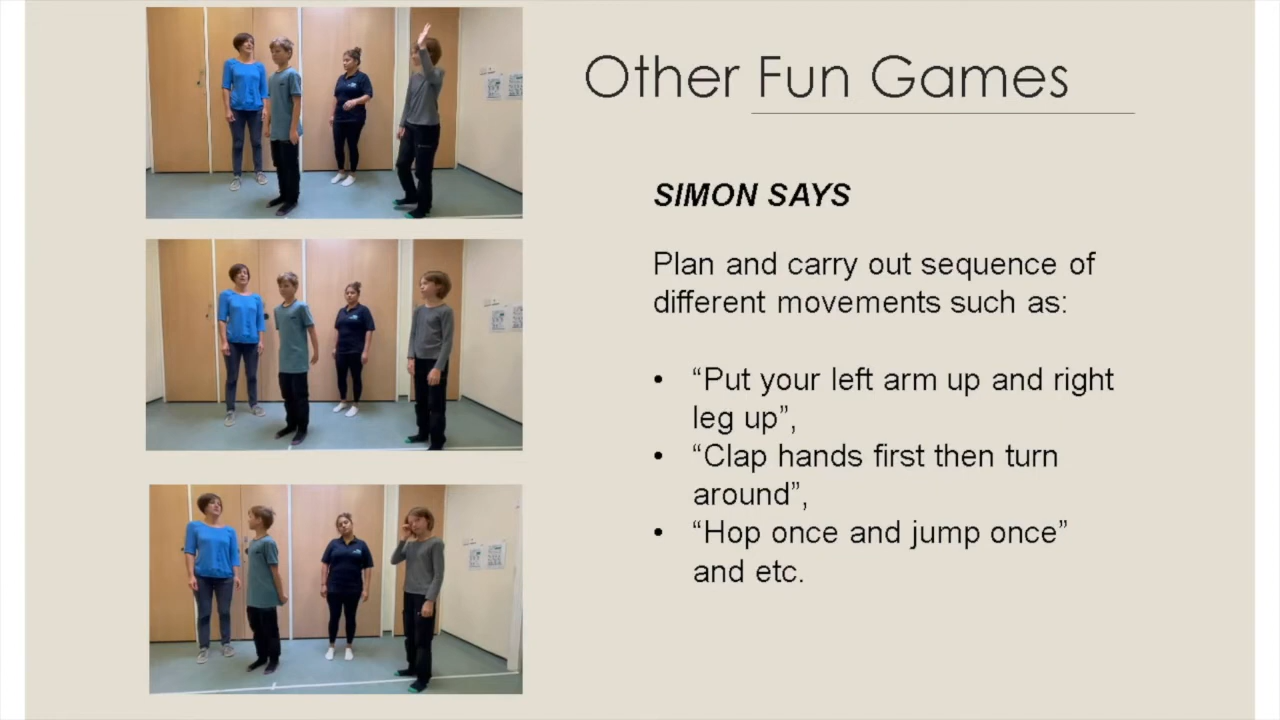 Other Fun Games
SIMON SAYS
Plan and carry out sequence of
different movements such as:
• “Put your left arm up and right
leg up”,
• “Clap hands first then turn
around”,
• “Hop once and jump once”
and etc.